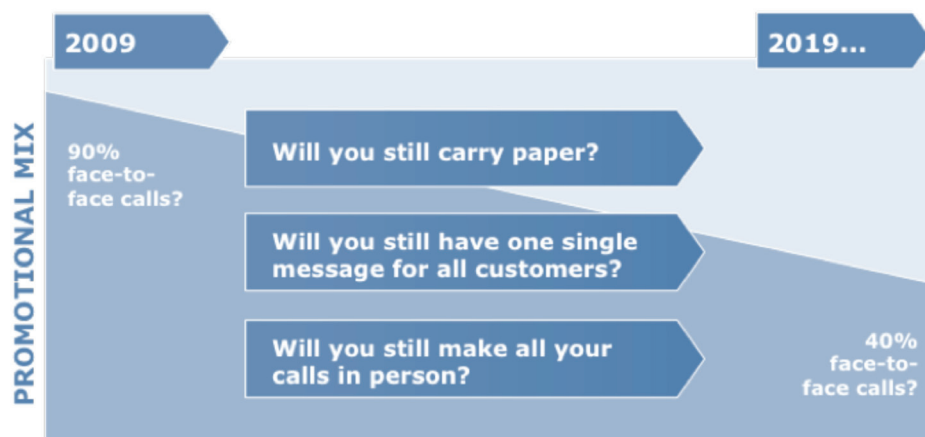 2009
2019...
PROMOTIONAL MIX
90%
face-to-
face calls?
Will you still carry paper?
Will you still have one single
message for all customers?
Will you still make all your
calls in person?
40%
face-to-
face calls?